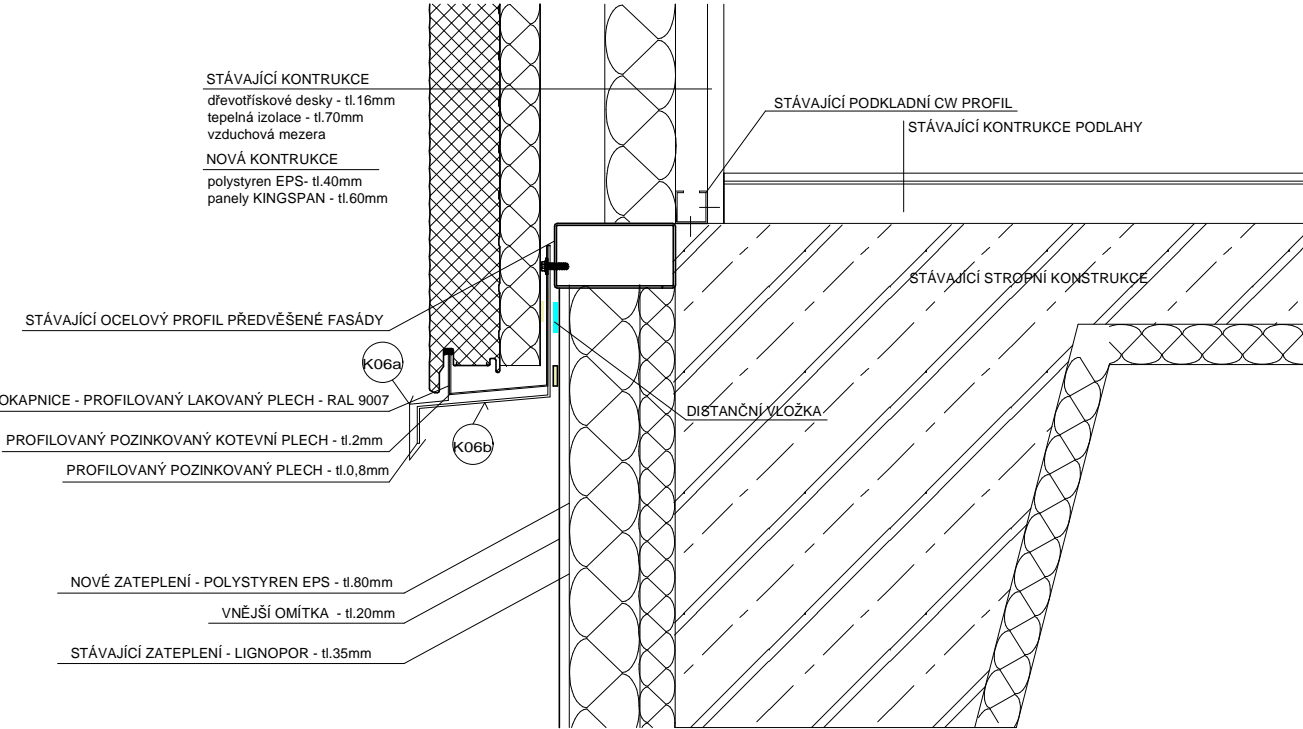 STÁVAJÍCÍ KONTRUKCE
dřevotřískové desky - tl.16mm
tepelná izolace - tl.70mm
vzduchová mezera
NOVÁ KONTRUKCE
polystyren EPS- tl.40mm
panely KINGSPAN - tl.60mm
STÁVAJÍCÍ PODKLADNÍ CW PROFIL
STÁVAJÍCÍ KONTRUKCE PODLAHY
STÁVAJÍCÍ STROPNÍ KONSTRUKCE
STÁVAJÍCÍ OCELOVÝ PROFIL PŘEDVĚŠENÉ FASÁDY
K06a
OKAPNICE - PROFILOVANÝ LAKOVANÝ PLECH - RAL 9007
DISTANČNÍ VLOŽKA
PROFILOVANÝ POZINKOVANÝ KOTEVNÍ PLECH - tl.2mm
K06b
PROFILOVANÝ POZINKOVANÝ PLECH - tl.0,8mm
NOVÉ ZATEPLENÍ - POLYSTYREN EPS - tl.80mm
VNĚJŠÍ OMÍTKA - tl.20mm
STÁVAJÍCÍ ZATEPLENÍ - LIGNOPOR - tl.35mm